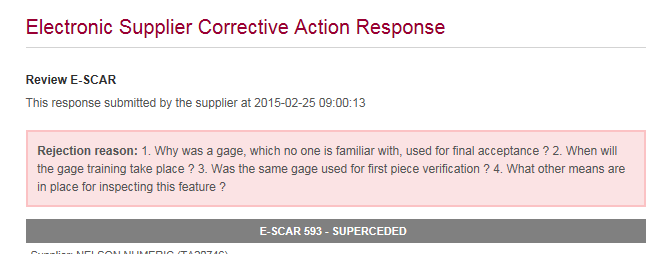 Electronic Supplier Corrective Action Response
Review E-SCAR
This response submitted by the supplier at 2015-02-25 09:00:13
Rejection reason: 1. Why was a gage, which no one is familiar with, used for final acceptance ? 2. When will
the gage training take place ? 3. Was the same gage used for first piece verification ? 4. What other means are
in place for inspecting this feature ?
E-SCAR 593 - SUPERCEDED
Supplier: NELSON NUMERIC